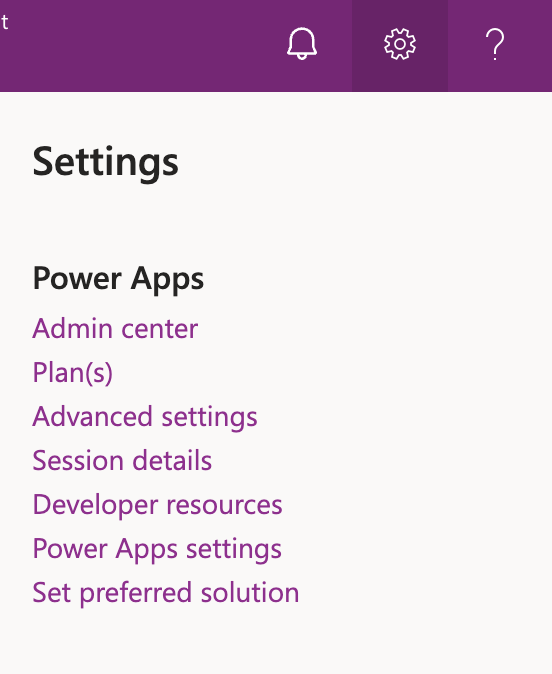 t
Settings
Power Apps
Admin center
Plan(s)
Advanced settings
Session details
Developer resources
Power Apps settings
Set preferred solution